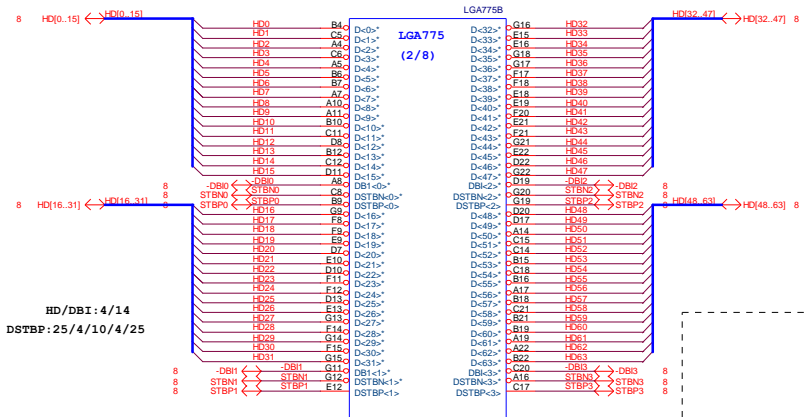 LGA775B
8 HD[0..15] HD[0..15] LGA775 (2/8) HD[32..47] HD[32..47] 8
HD0 B4 D<0>* D<32>* G16 HD32
HD1 C5 D<1>* D<33>* E15 HD33
HD2 A4 D<2>* D<34>* E16 HD34
HD3 C6 D<3>* D<35>* G18 HD35
HD4 A5 D<4>* D<36>* G17 HD36
HD5 B6 D<5>* D<37>* F17 HD37
HD6 B7 D<6>* D<38>* F18 HD38
HD7 A7 D<7>* D<39>* E18 HD39
HD8 A10 D<8>* D<40>* E19 HD40
HD9 A11 D<9>* D<41>* F20 HD41
HD10 B10 D<10>* D<42>* E21 HD42
HD11 C11 D<11>* D<43>* F21 HD43
HD12 D8 D<12>* D<44>* G21 HD44
HD13 B12 D<13>* D<45>* E22 HD45
HD14 C12 D<14>* D<46>* D22 HD46
HD15 D11 D<15>* D<47>* G22 HD47
8 -DBI0 -DBI0 A8 DB1<0>* DBI<2>* D19 -DBI2 -DBI2 8
8 STBN0 STBN0 C8 DSTBN<0>* DSTBN<2>* G20 STBN2 STBN2 8
8 STBP0 STBP0 B9 DSTBP<0> DSTBP<2> G19 STBP2 STBP2 8
8 HD[16..31] HD[16..31] HD[48..63] HD[48..63] 8
HD16 G9 D<16>* D<48>* D20 HD48
HD17 F8 D<17>* D<49>* D17 HD49
HD18 F9 D<18>* D<50>* A14 HD50
HD19 E9 D<19>* D<51>* C15 HD51
HD20 D7 D<20>* D<52>* C14 HD52
HD21 E10 D<21>* D<53>* B15 HD53
HD22 D10 D<22>* D<54>* C18 HD54
HD23 F11 D<23>* D<55>* B16 HD55
HD24 F12 D<24>* D<56>* A17 HD56
HD25 D13 D<25>* D<57>* B18 HD57
HD26 E13 D<26>* D<58>* C21 HD58
HD27 G13 D<27>* D<59>* B21 HD59
HD28 F14 D<28>* D<60>* B19 HD60
HD29 G14 D<29>* D<61>* A19 HD61
HD30 F15 D<30>* D<62>* A22 HD62
HD31 G15 D<31>* D<63>* B22 HD63
8 -DBI1 -DBI1 G11 DB1<1>* DBI<3>* C20 -DBI3 -DBI3 8
8 STBN1 STBN1 G12 DSTBN<1>* DSTBN<3>* A16 STBN3 STBN3 8
8 STBP1 STBP1 E12 DSTBP<1> DSTBP<3> C17 STBP3 STBP3 8
HD/DBI:4/14
DSTBP:25/4/10/4/25